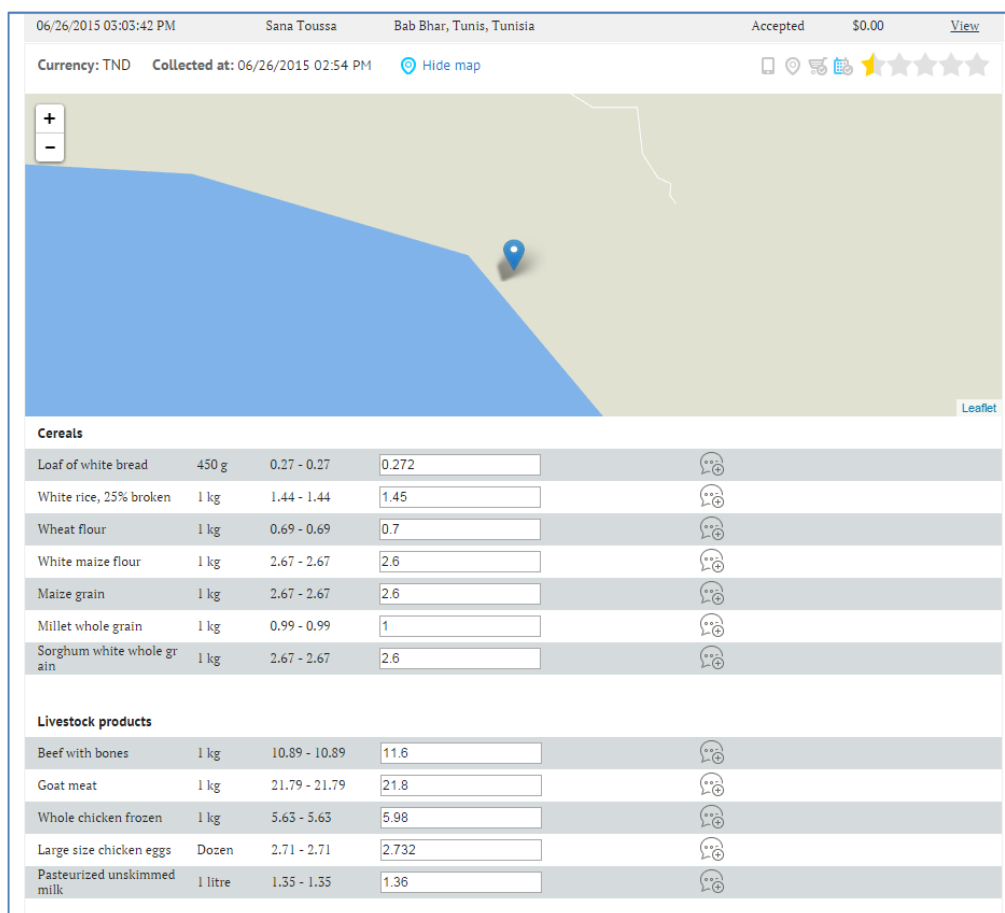 06/26/2015 03:03:42 PM Sana Toussa Bab Bhar, Tunis, Tunisia Accepted $0.00 View
Currency: TND Collected at: 06/26/2015 02:54 PM Hide map
+
−
Leaflet
Cereals
Loaf of white bread 450 g 0.27 - 0.27 0.272
White rice, 25% broken 1 kg 1.44 - 1.44 1.45
Wheat flour 1 kg 0.69 - 0.69 0.7
White maize flour 1 kg 2.67 - 2.67 2.6
Maize grain 1 kg 2.67 - 2.67 2.6
Millet whole grain 1 kg 0.99 - 0.99 1
Sorghum white whole gr
ain 1 kg 2.67 - 2.67 2.6
Livestock products
Beef with bones 1 kg 10.89 - 10.89 11.6
Goat meat 1 kg 21.79 - 21.79 21.8
Whole chicken frozen 1 kg 5.63 - 5.63 5.98
Large size chicken eggs Dozen 2.71 - 2.71 2.732
Pasteurized unskimmed
milk 1 litre 1.35 - 1.35 1.36